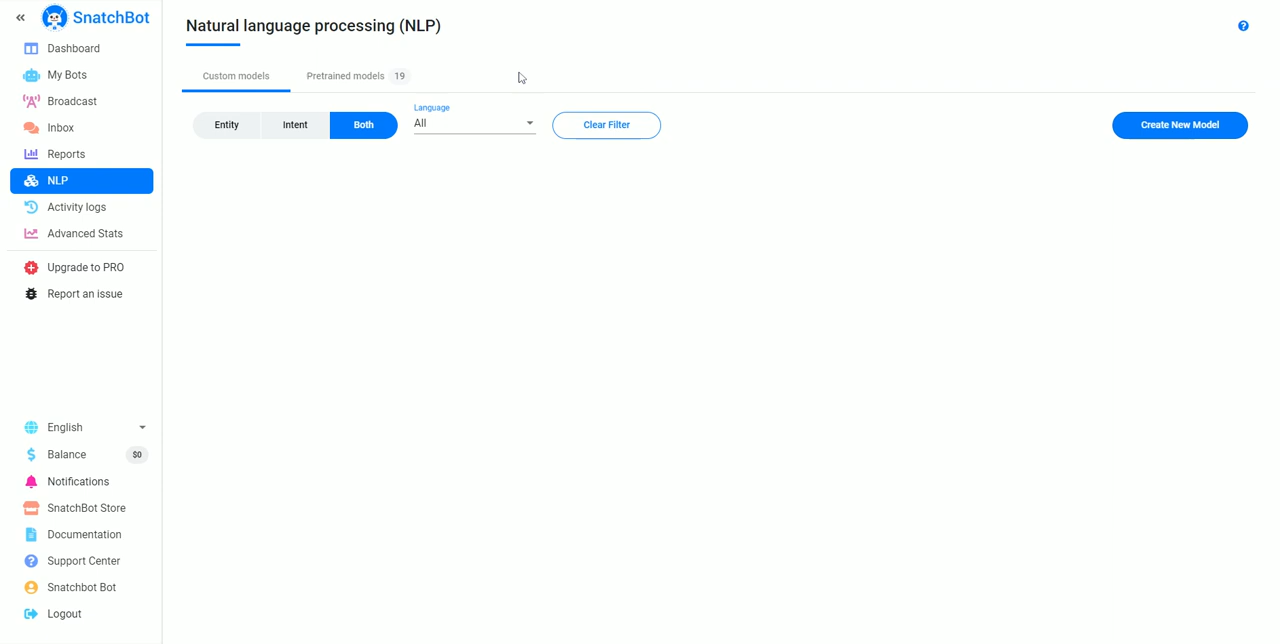 SnatchBot
Dashboard
My Bots
Broadcast
Inbox
Reports
NLP
Activity logs
Advanced Stats
Upgrade to PRO
Report an issue
English
Balance $0
Notifications
SnatchBot Store
Documentation
Support Center
Snatchbot Bot
Logout
Natural language processing (NLP)
Custom models Pretrained models 19
Language
Entity Intent Both All Clear Filter Create New Model